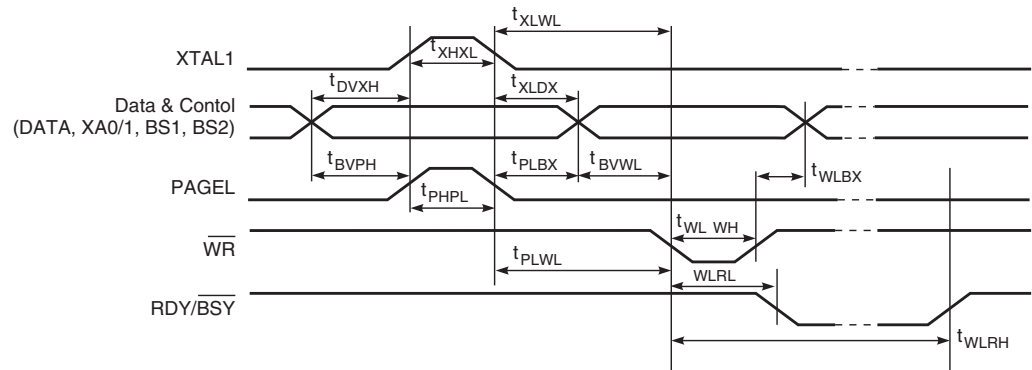 tXLWL
XTAL1
tXHXL
tDVXH
tXLDX
Data & Contol
(DATA, XA0/1, BS1, BS2)
tBVPH
tPLBX
tBVWL
tWLBX
PAGEL
tPHPL
tWL WH
WR
tPLWL
WLRL
RDY/BSY
tWLRH